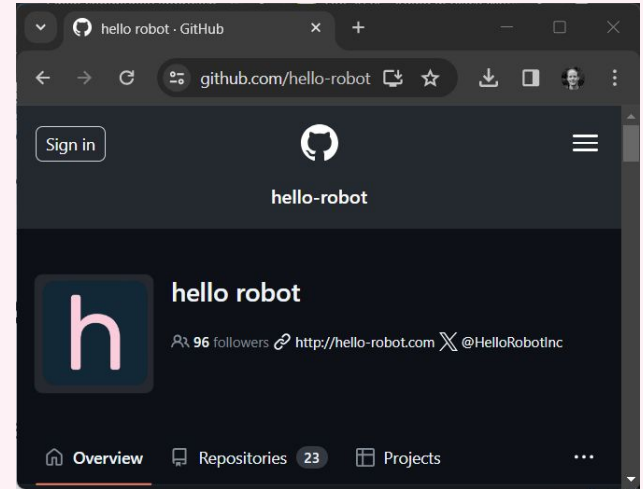 hello robot · GitHub
github.com/hello-robot
Sign in
hello-robot
h
hello robot
96 followers http://hello-robot.com @HelloRobotInc
Overview Repositories 23 Projects